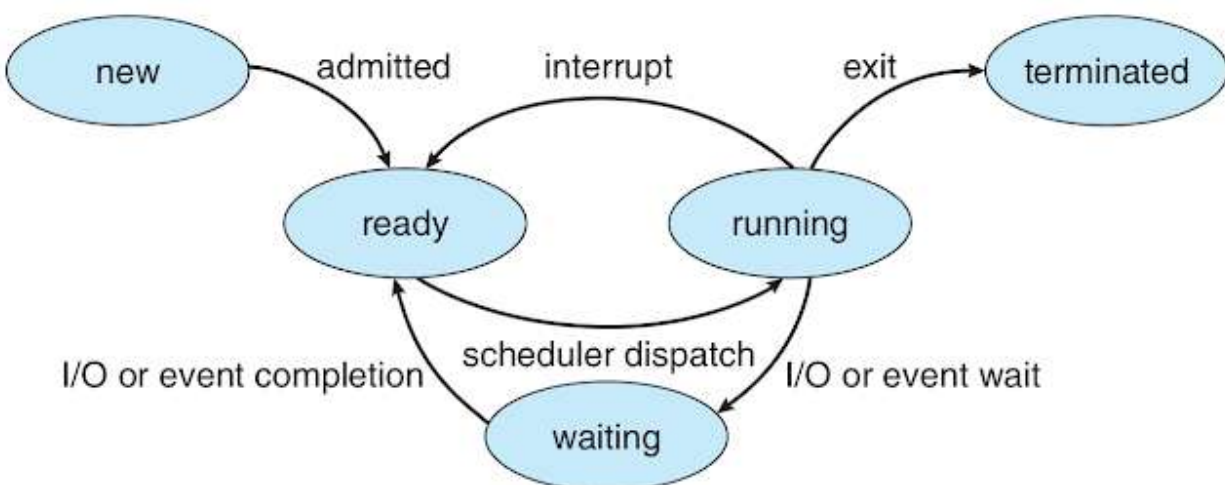 new
admitted
interrupt
exit
terminated
ready
running
scheduler dispatch
I/O or event completion
I/O or event wait
waiting